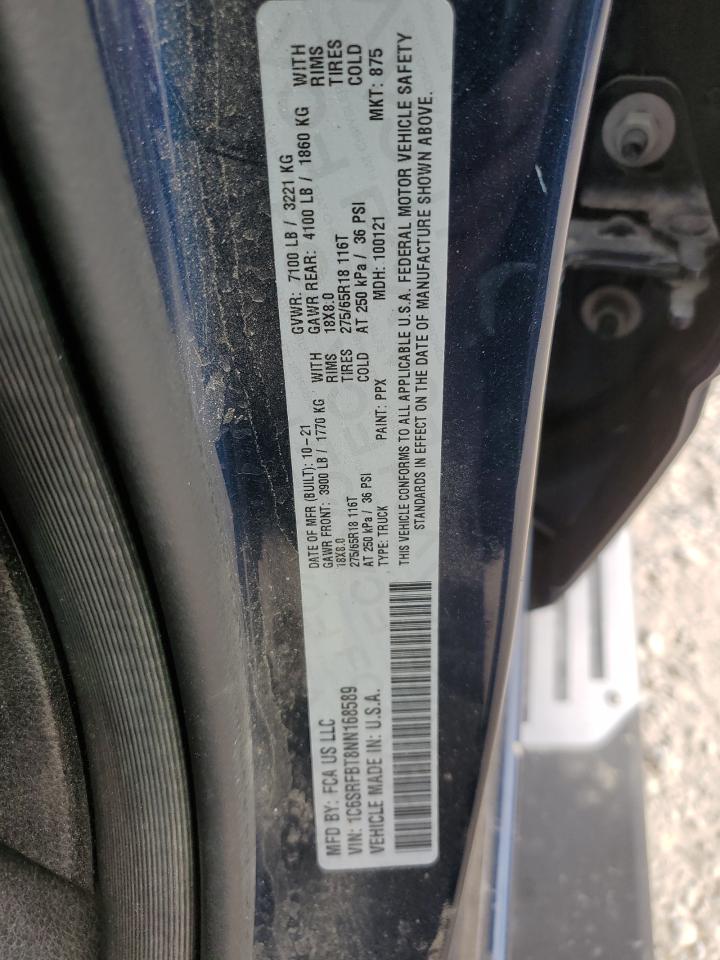 MFD BY: FCA US LLC
DATE OF MFR (BUILT): 10-21
GVWR: 7100 LB / 3221 KG
GAWR FRONT: 3900 LB / 1770 KG WITH
GAWR REAR: 4100 LB / 1860 KG WITH
18X8.0 RIMS
18X8.0 RIMS
275/65R18 116T TIRES
275/65R18 116T TIRES
AT 250 kPa / 36 PSI COLD
AT 250 kPa / 36 PSI COLD
VIN: 1C6SRFBT8NN168589
TYPE: TRUCK
PAINT: PPX
MDH: 100121
MKT: 875
VEHICLE MADE IN: U.S.A.
THIS VEHICLE CONFORMS TO ALL APPLICABLE U.S.A. FEDERAL MOTOR VEHICLE SAFETY
STANDARDS IN EFFECT ON THE DATE OF MANUFACTURE SHOWN ABOVE.